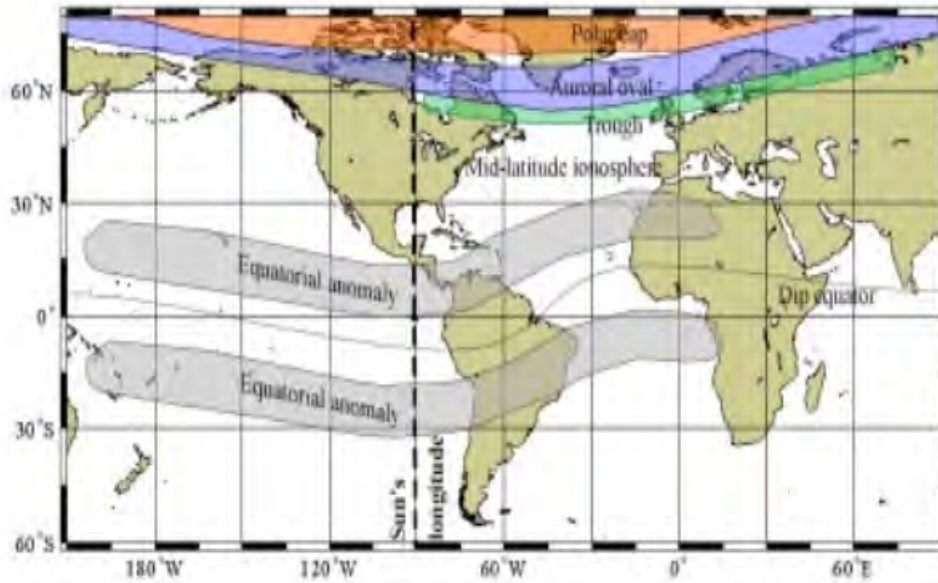 Polar cap
Auroral oval
60°N
Trough
Mid-latitude ionosphere
30°N
Equatorial anomaly
Dip equator
0°
Equatorial anomaly
30°S
Sun's
longitude
60°S
180°W
120°W
60°W
0°
60°E